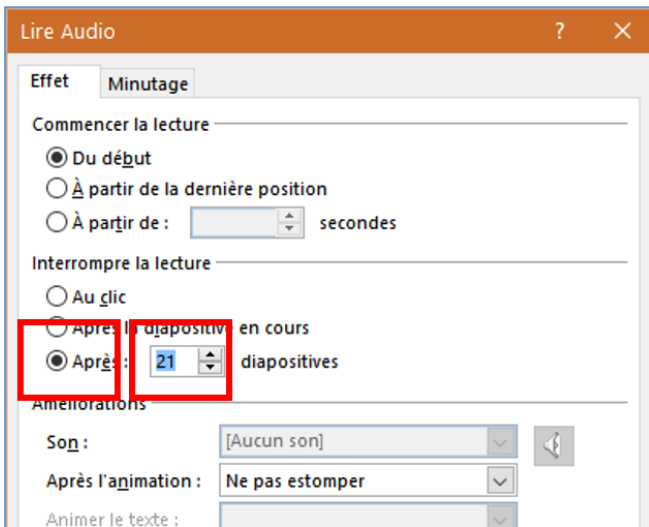 Lire Audio ? ×
Effet Minutage
Commencer la lecture
Du début
À partir de la dernière position
À partir de : secondes
Interrompre la lecture
Au clic
Après la diapositive en cours
Après : 21 diapositives
Améliorations
Son : [Aucun son]
Après l'animation : Ne pas estomper
Animer le texte :